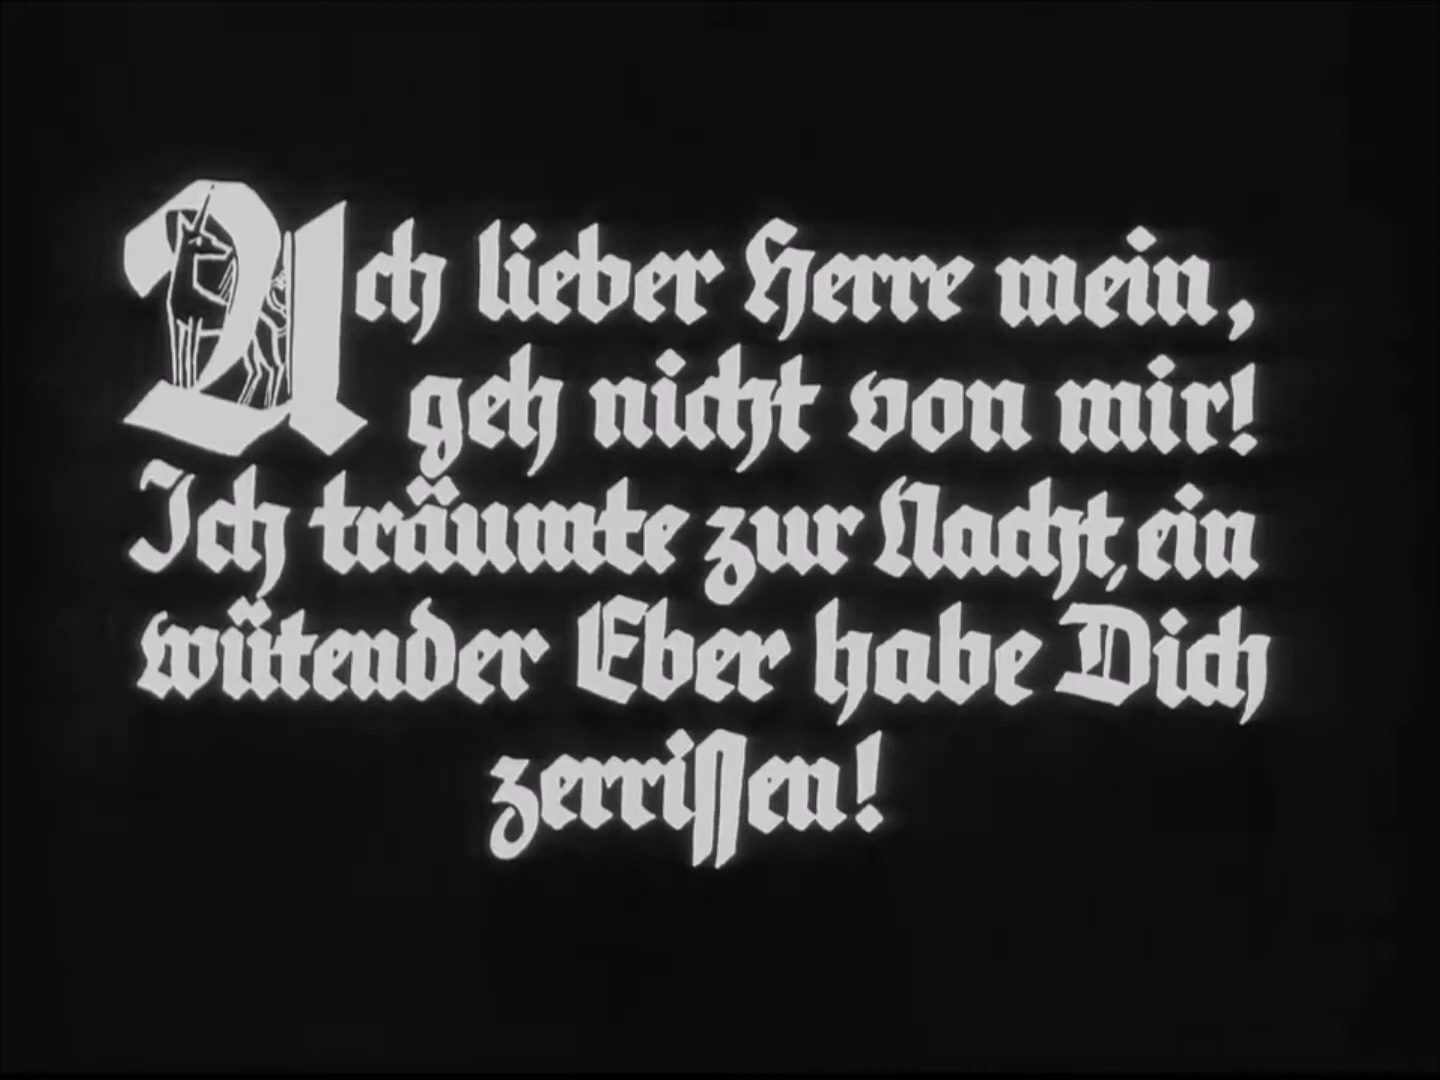 Ach lieber Herre mein,
geh nicht von mir!
Ich träumte zur Nacht, ein
wütender Eber habe Dich
zerrissen!